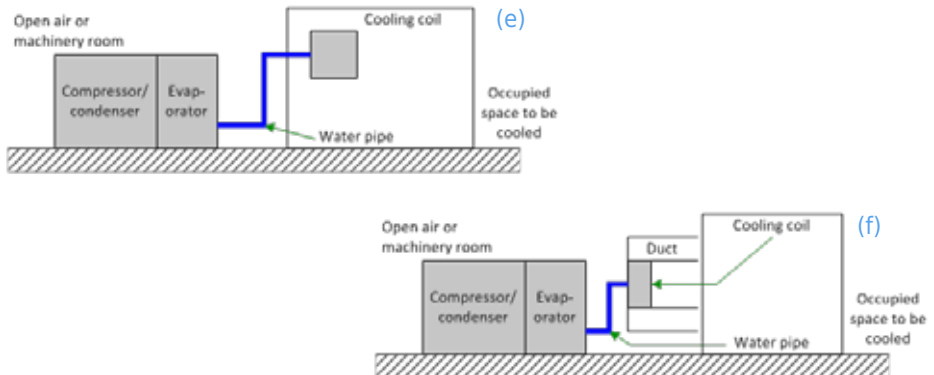 (e)
Open air or
machinery room
Cooling coil
Compressor/
condenser
Evap-
orator
Occupied
space to be
cooled
Water pipe
(f)
Open air or
machinery room
Cooling coil
Duct
Compressor/
condenser
Evap-
orator
Occupied
space to be
cooled
Water pipe